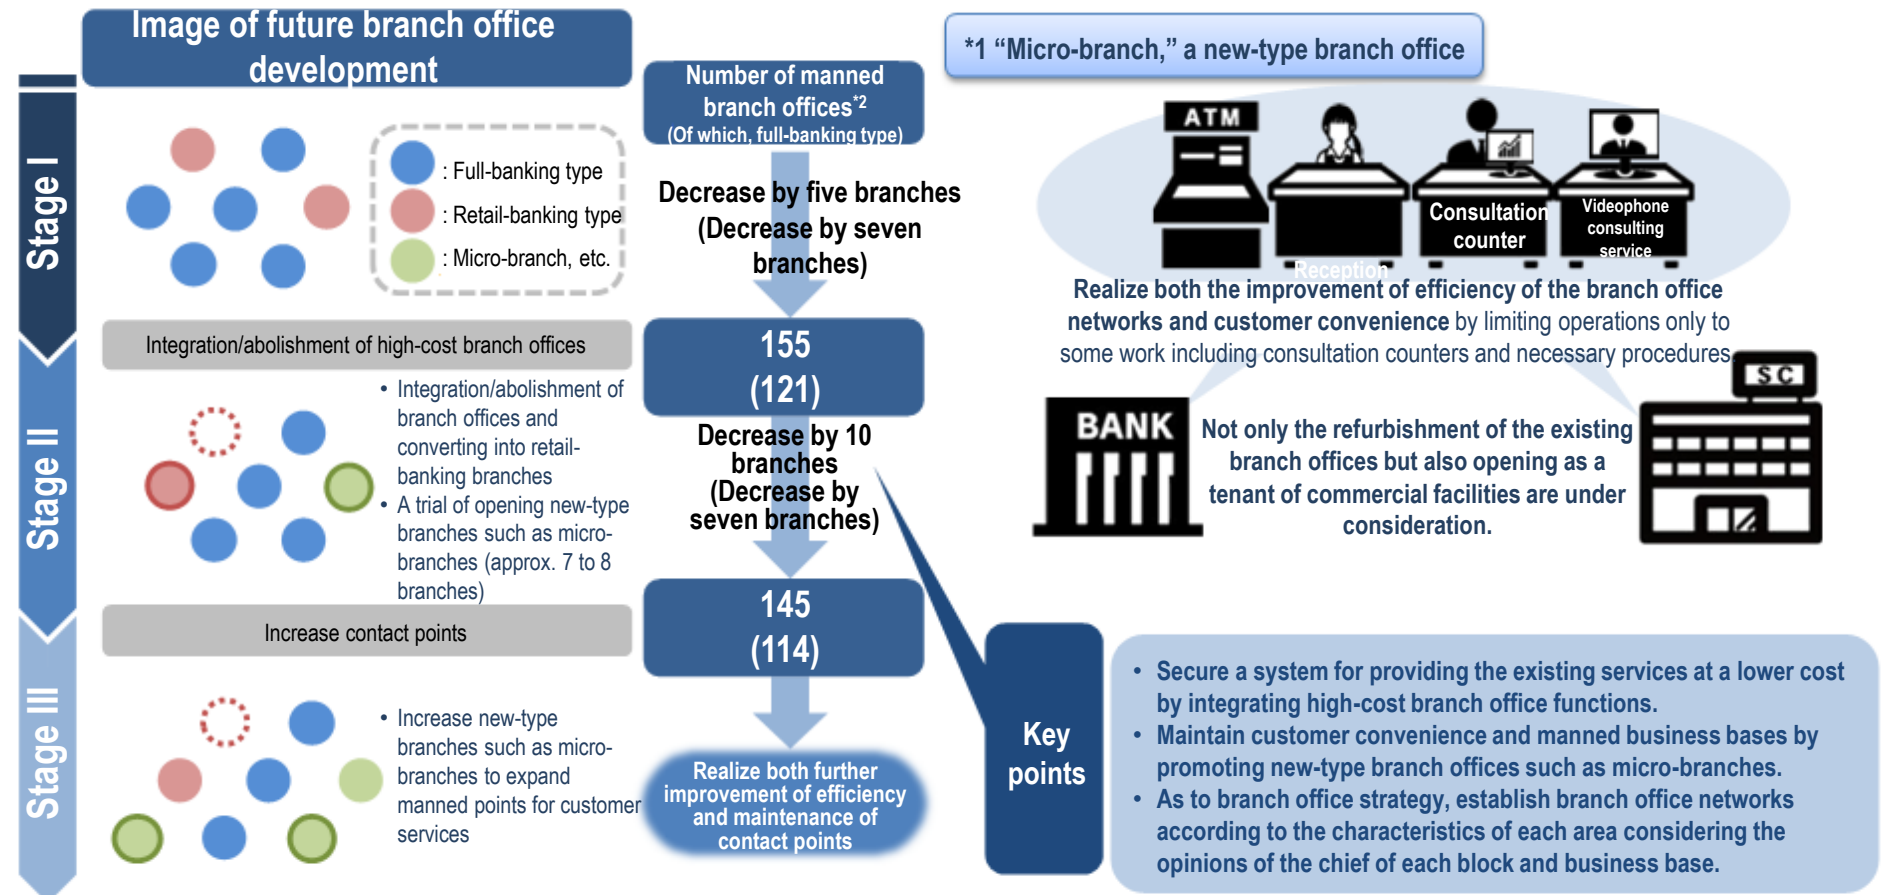 Image of future branch office
development
Number of manned
branch offices*2
(Of which, full-banking type)
*1 “Micro-branch,” a new-type branch office
Stage I
: Full-banking type
: Retail-banking type
: Micro-branch, etc.
Decrease by five branches
(Decrease by seven
branches)
ATM
Reception
Consultation
counter
Videophone
consulting
service
Realize both the improvement of efficiency of the branch office
networks and customer convenience by limiting operations only to
some work including consultation counters and necessary procedures
Integration/abolishment of high-cost branch offices
155
(121)
Stage II
• Integration/abolishment of
branch offices and
converting into retail-
banking branches
• A trial of opening new-type
branches such as micro-
branches (approx. 7 to 8
branches)
Decrease by 10
branches
(Decrease by
seven branches)
BANK
SC
Not only the refurbishment of the existing
branch offices but also opening as a
tenant of commercial facilities are under
consideration.
Increase contact points
145
(114)
Stage III
• Increase new-type
branches such as micro-
branches to expand
manned points for customer
services
Realize both further
improvement of efficiency
and maintenance of
contact points
Key
points
• Secure a system for providing the existing services at a lower cost
by integrating high-cost branch office functions.
• Maintain customer convenience and manned business bases by
promoting new-type branch offices such as micro-branches.
• As to branch office strategy, establish branch office networks
according to the characteristics of each area considering the
opinions of the chief of each block and business base.